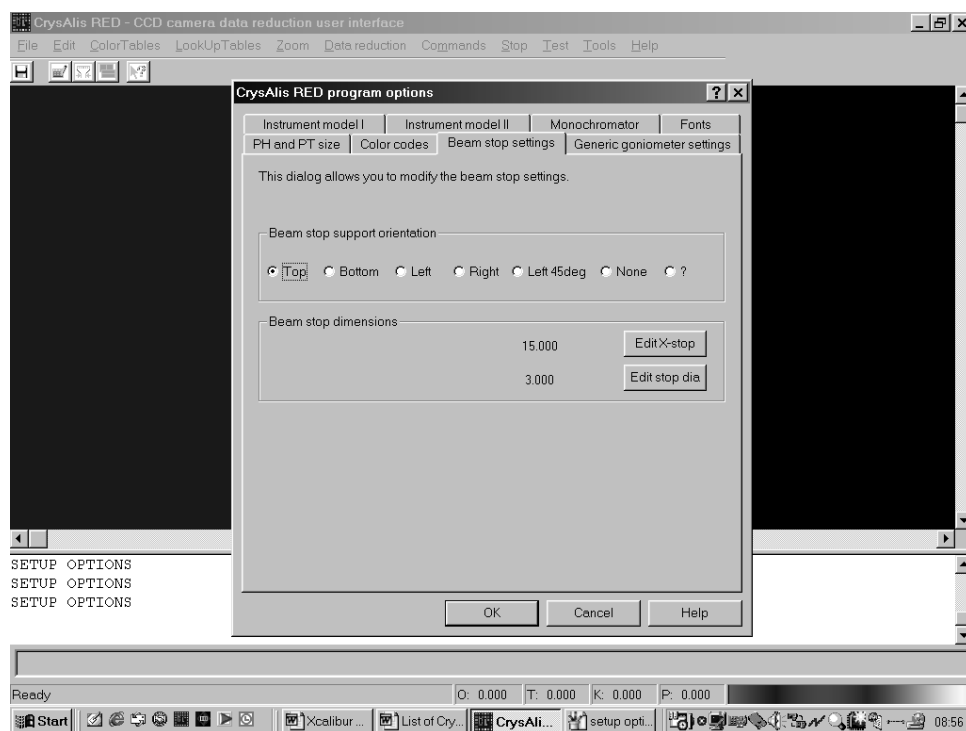 CrysAlis RED - CCD camera data reduction user interface
File Edit ColorTables LookUpTables Zoom Data reduction Commands Stop Test Tools Help
CrysAlis RED program options
Instrument model I Instrument model II Monochromator Fonts
PH and PT size Color codes Beam stop settings Generic goniometer settings
This dialog allows you to modify the beam stop settings.
Beam stop support orientation
Top Bottom Left Right Left 45deg None ?
Beam stop dimensions
15.000 Edit X-stop
3.000 Edit stop dia
SETUP OPTIONS
SETUP OPTIONS
SETUP OPTIONS
OK Cancel Help
Ready O: 0.000 T: 0.000 K: 0.000 P: 0.000
Start Xcalibur ... List of Cry... CrysAli... setup opti... 08:56